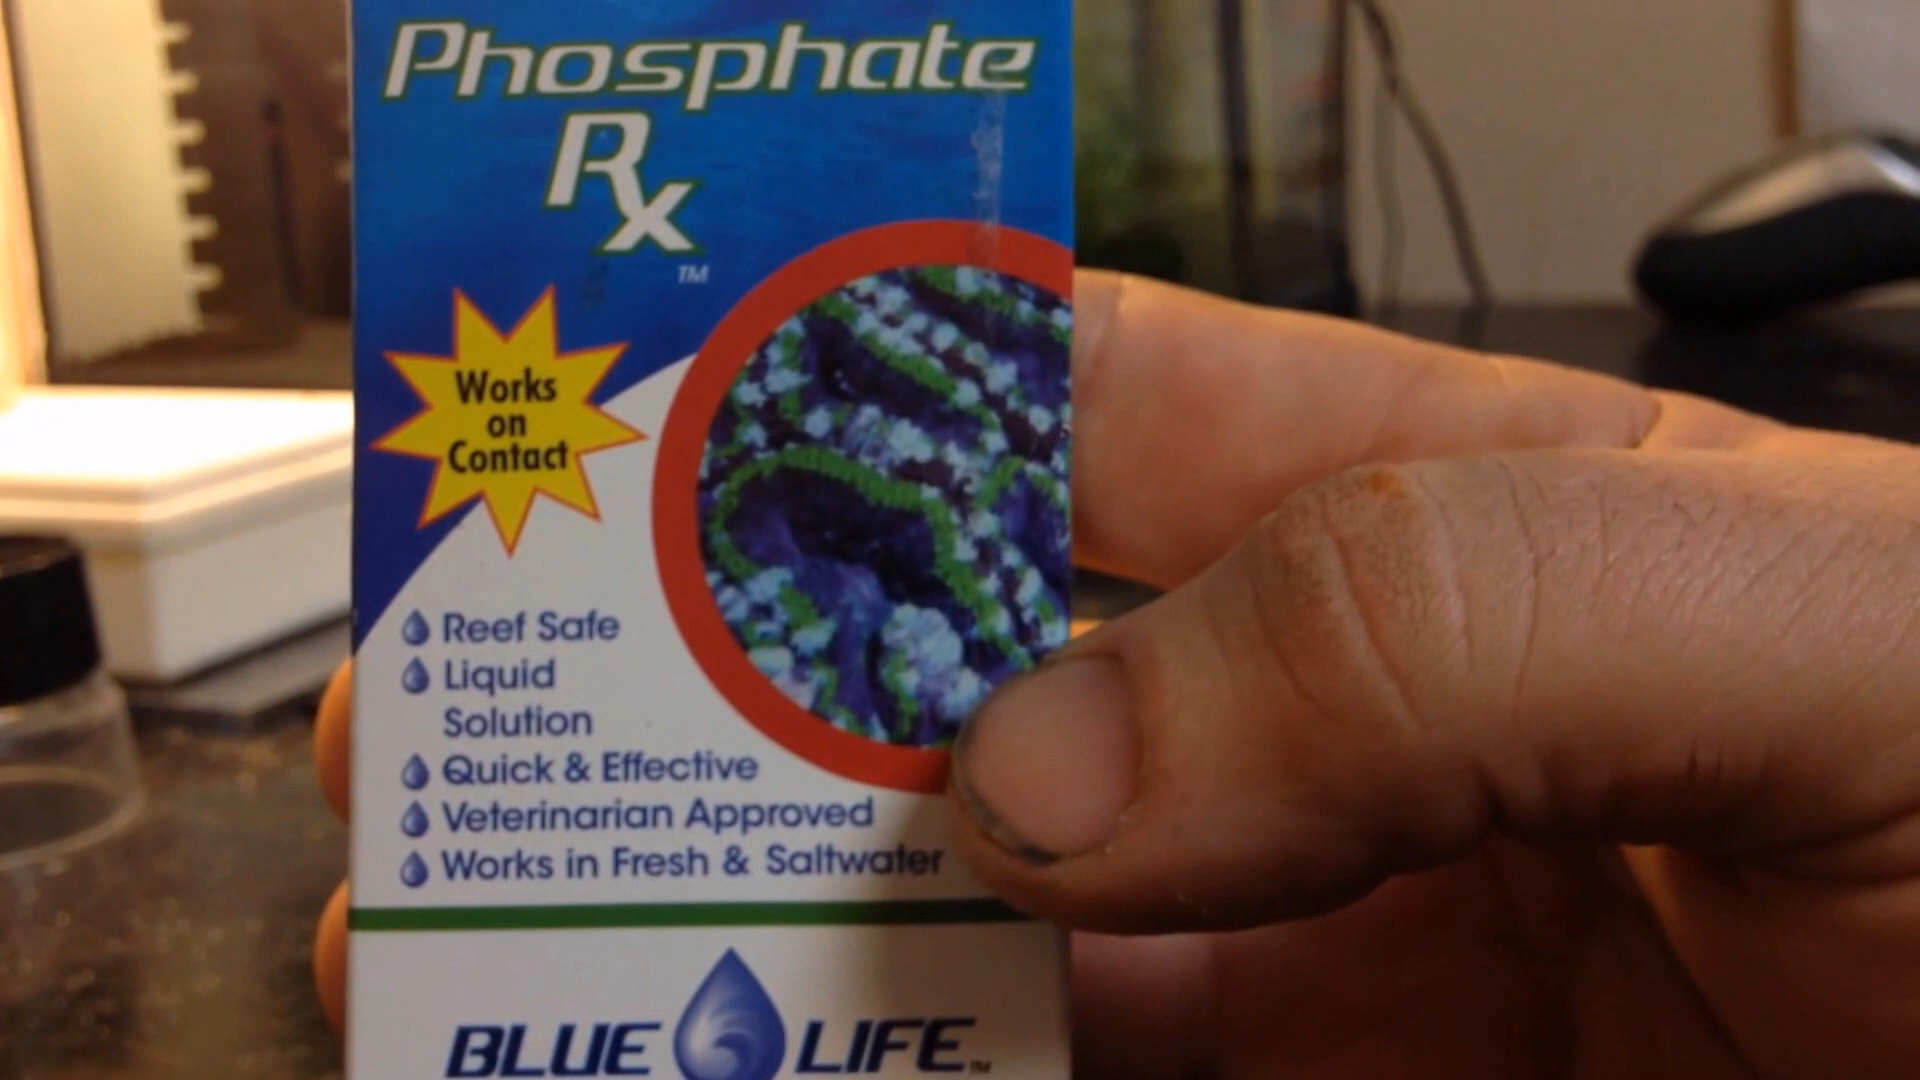 Phosphate
Rx
TM
Works
on
Contact
Reef Safe
Liquid
Solution
Quick & Effective
Veterinarian Approved
Works in Fresh & Saltwater
BLUE LIFE TM